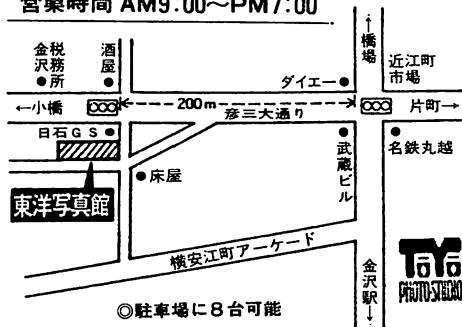 営業時間 AM9:00～PM7:00
金沢税務所
酒屋
ダイエー
↑橋場
近江町市場
←小橋
200m
彦三大通り
片町→
日石GS
武蔵ビル
名鉄丸越
床屋
東洋写真館
横安江町アーケード
金沢駅↓
TOYO
PHOTO-STUDIO
◎駐車場に8台可能